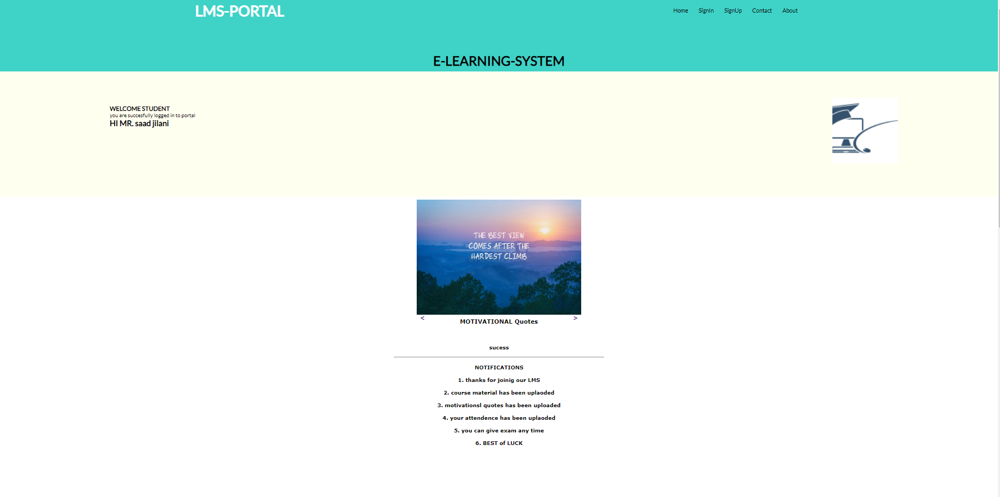 LMS-PORTAL
Home SignIn SignUp Contact About
E-LEARNING-SYSTEM
WELCOME STUDENT
you are succesfully logged in to portal
HI MR. saad jilani
THE BEST VIEW
COMES AFTER THE
HARDEST CLIMB
< >
MOTIVATIONAL Quotes
sucess
NOTIFICATIONS
1. thanks for joinig our LMS
2. course material has been uplaoded
3. motivationsl quotes has been uploaded
4. your attendence has been uplaoded
5. you can give exam any time
6. BEST of LUCK